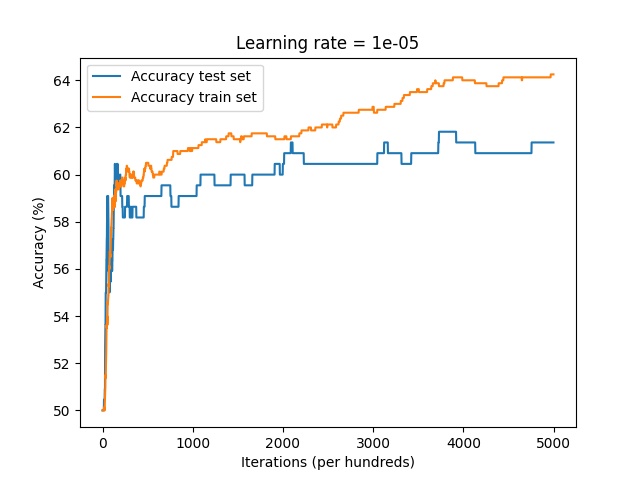 Learning rate = 1e-05
Accuracy test set
Accuracy train set
64
62
60
58
56
54
52
50
Accuracy (%)
0 1000 2000 3000 4000 5000
Iterations (per hundreds)